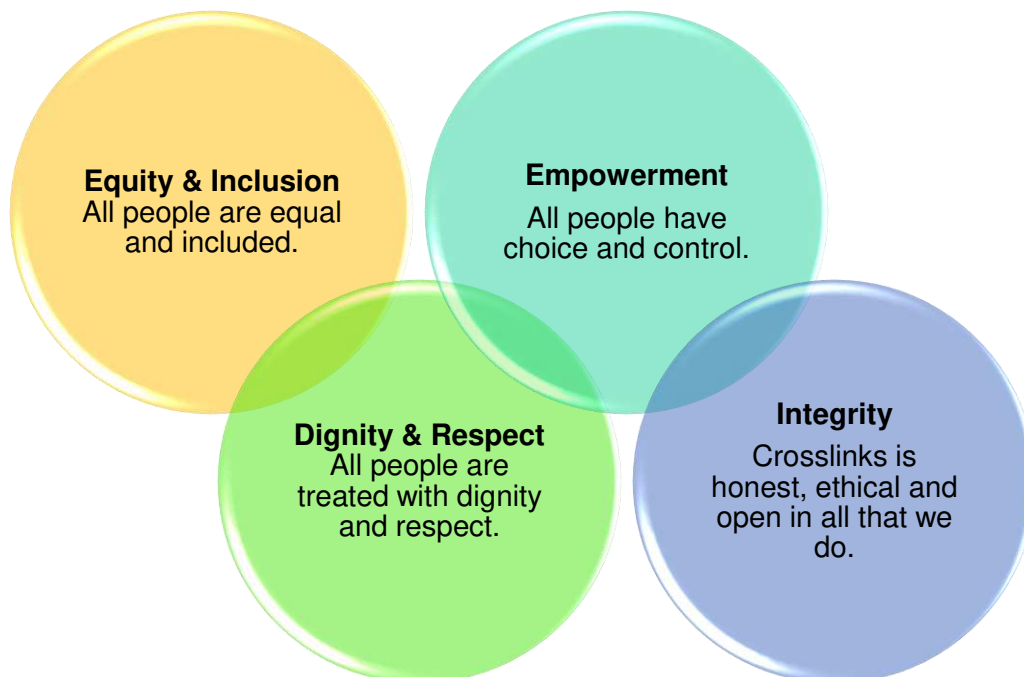 Equity & Inclusion
All people are equal
and included.
Empowerment
All people have
choice and control.
Dignity & Respect
All people are
treated with dignity
and respect.
Integrity
Crosslinks is
honest, ethical and
open in all that we
do.